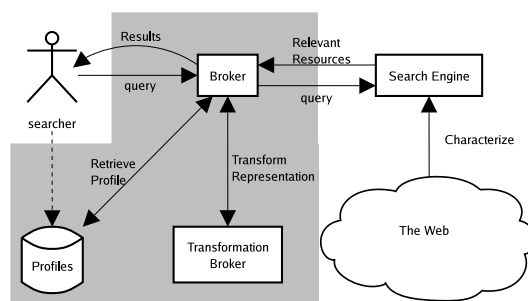 Results
Relevant
Resources
Broker
Search Engine
query
query
searcher
Characterize
Retrieve
Profile
Transform
Representation
The Web
Profiles
Transformation
Broker